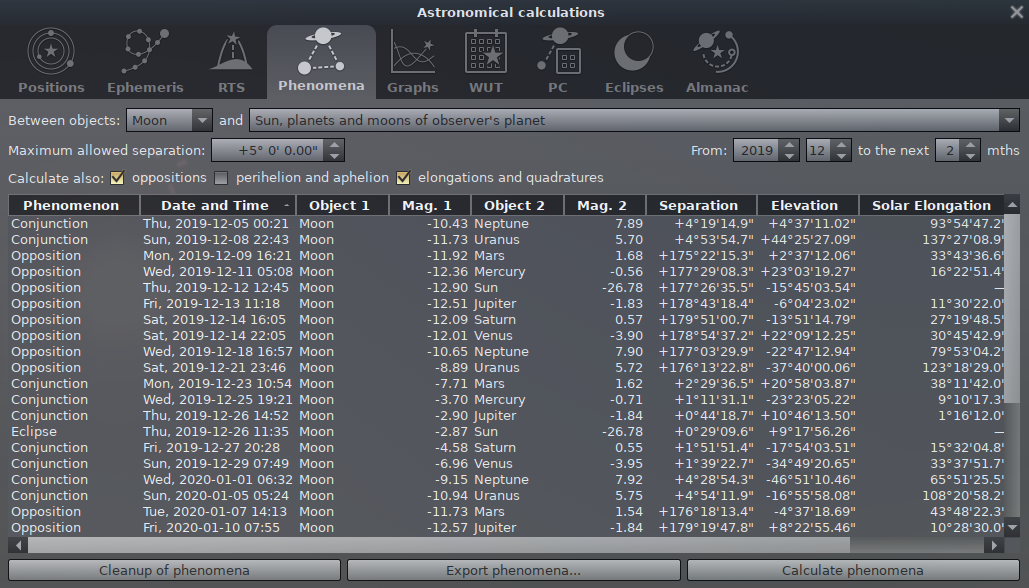 Astronomical calculations
Positions Ephemeris RTS Phenomena Graphs WUT PC Eclipses Almanac
Between objects: Moon and Sun, planets and moons of observer's planet
Maximum allowed separation: +5° 0' 0.00" From: 2019 12 to the next 2 mths
Calculate also: oppositions perihelion and aphelion elongations and quadratures
Phenomenon Date and Time Object 1 Mag. 1 Object 2 Mag. 2 Separation Elevation Solar Elongation
Conjunction Thu, 2019-12-05 00:21 Moon -10.43 Neptune 7.89 +4°19'14.9" +4°37'11.02" 93°54'47.2"
Conjunction Sun, 2019-12-08 22:43 Moon -11.73 Uranus 5.70 +4°53'54.7" +44°25'27.09" 137°27'08.9"
Opposition Mon, 2019-12-09 16:21 Moon -11.92 Mars 1.68 +175°22'15.3" +2°37'12.06" 33°43'36.6"
Opposition Wed, 2019-12-11 05:08 Moon -12.36 Mercury -0.56 +177°29'08.3" +23°03'19.27" 16°22'51.4"
Opposition Thu, 2019-12-12 12:45 Moon -12.90 Sun -26.78 +177°26'35.5" -15°45'03.54" —
Opposition Fri, 2019-12-13 11:18 Moon -12.51 Jupiter -1.83 +178°43'18.4" -6°04'23.02" 11°30'22.0"
Opposition Sat, 2019-12-14 16:05 Moon -12.09 Saturn 0.57 +179°51'00.7" -13°51'14.79" 27°19'48.5"
Opposition Sat, 2019-12-14 22:05 Moon -12.01 Venus -3.90 +178°54'37.2" +22°09'12.25" 30°45'42.9"
Opposition Wed, 2019-12-18 16:57 Moon -10.65 Neptune 7.90 +177°03'29.9" -22°47'12.94" 79°53'04.2"
Opposition Sat, 2019-12-21 23:46 Moon -8.89 Uranus 5.72 +176°13'22.8" -37°40'00.06" 123°18'29.0"
Conjunction Mon, 2019-12-23 10:54 Moon -7.71 Mars 1.62 +2°29'36.5" +20°58'03.87" 38°11'42.0"
Conjunction Wed, 2019-12-25 19:21 Moon -3.70 Mercury -0.71 +1°11'31.1" -23°23'05.22" 9°10'17.3"
Conjunction Thu, 2019-12-26 14:52 Moon -2.90 Jupiter -1.84 +0°44'18.7" +10°46'13.50" 1°16'12.0"
Eclipse Thu, 2019-12-26 11:35 Moon -2.87 Sun -26.78 +0°29'09.6" +9°17'56.26" —
Conjunction Fri, 2019-12-27 20:28 Moon -4.58 Saturn 0.55 +1°51'51.4" -17°54'03.51" 15°32'04.8"
Conjunction Sun, 2019-12-29 07:49 Moon -6.96 Venus -3.95 +1°39'22.7" -34°49'20.65" 33°37'51.7"
Conjunction Wed, 2020-01-01 06:32 Moon -9.15 Neptune 7.92 +4°28'54.3" -46°51'10.46" 65°51'25.5"
Conjunction Sun, 2020-01-05 05:24 Moon -10.94 Uranus 5.75 +4°54'11.9" -16°55'58.08" 108°20'58.2"
Opposition Tue, 2020-01-07 14:13 Moon -11.73 Mars 1.54 +176°18'13.4" -4°37'18.69" 43°48'22.3"
Opposition Fri, 2020-01-10 07:55 Moon -12.57 Jupiter -1.84 +179°19'47.8" +8°22'55.46" 10°28'30.0"
Cleanup of phenomena Export phenomena... Calculate phenomena